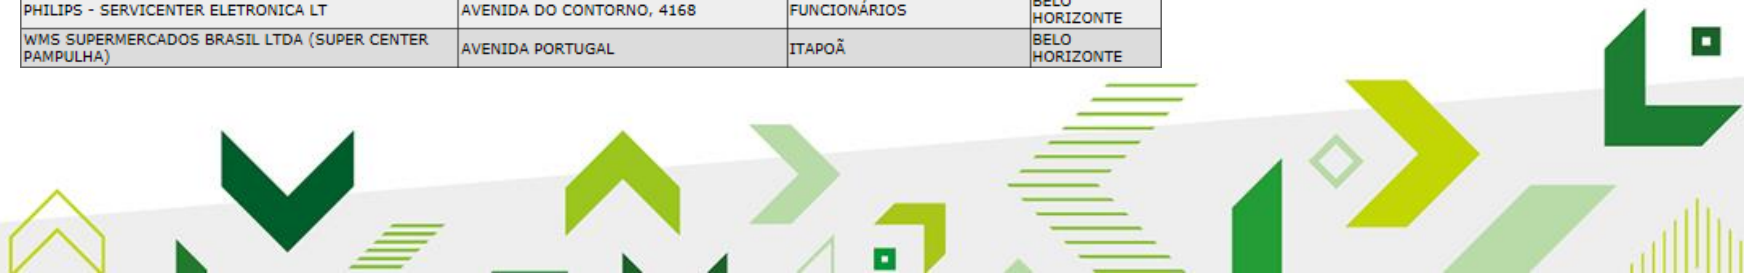 PHILIPS - SERVICENTER ELETRONICA LT AVENIDA DO CONTORNO, 4168 FUNCIONÁRIOS BELO
HORIZONTE
WMS SUPERMERCADOS BRASIL LTDA (SUPER CENTER
PAMPULHA) AVENIDA PORTUGAL ITAPOÃ BELO
HORIZONTE